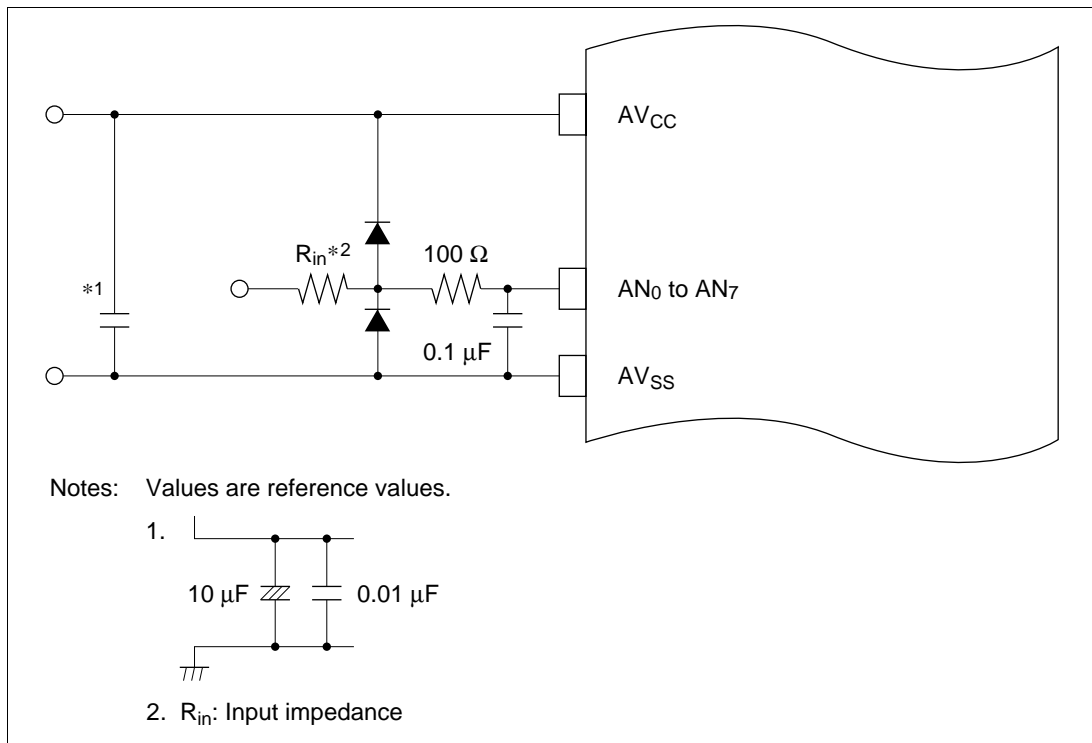 AVCC
Rin*2
100 Ω
*1
AN0 to AN7
0.1 μF
AVSS
Notes: Values are reference values.
1.
10 μF
0.01 μF
2. Rin: Input impedance